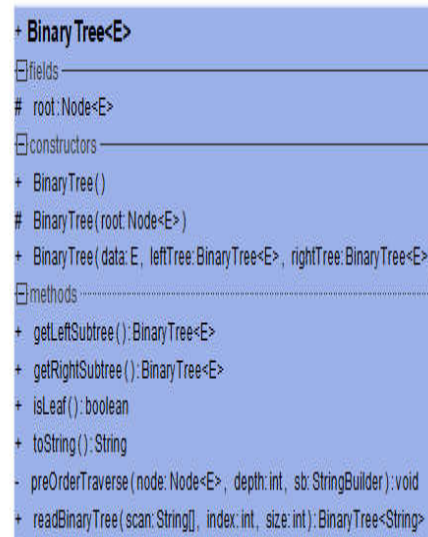 + BinaryTree<E>
fields
# root:Node<E>
constructors
+ BinaryTree()
# BinaryTree(root:Node<E>)
+ BinaryTree(data:E, leftTree:BinaryTree<E>, rightTree:BinaryTree<E>
methods
+ getLeftSubtree():BinaryTree<E>
+ getRightSubtree():BinaryTree<E>
+ isLeaf():boolean
+ toString():String
- preOrderTraverse(node:Node<E>, depth:int, sb:StringBuilder):void
+ readBinaryTree(scan:String[], index:int, size:int):BinaryTree<String>